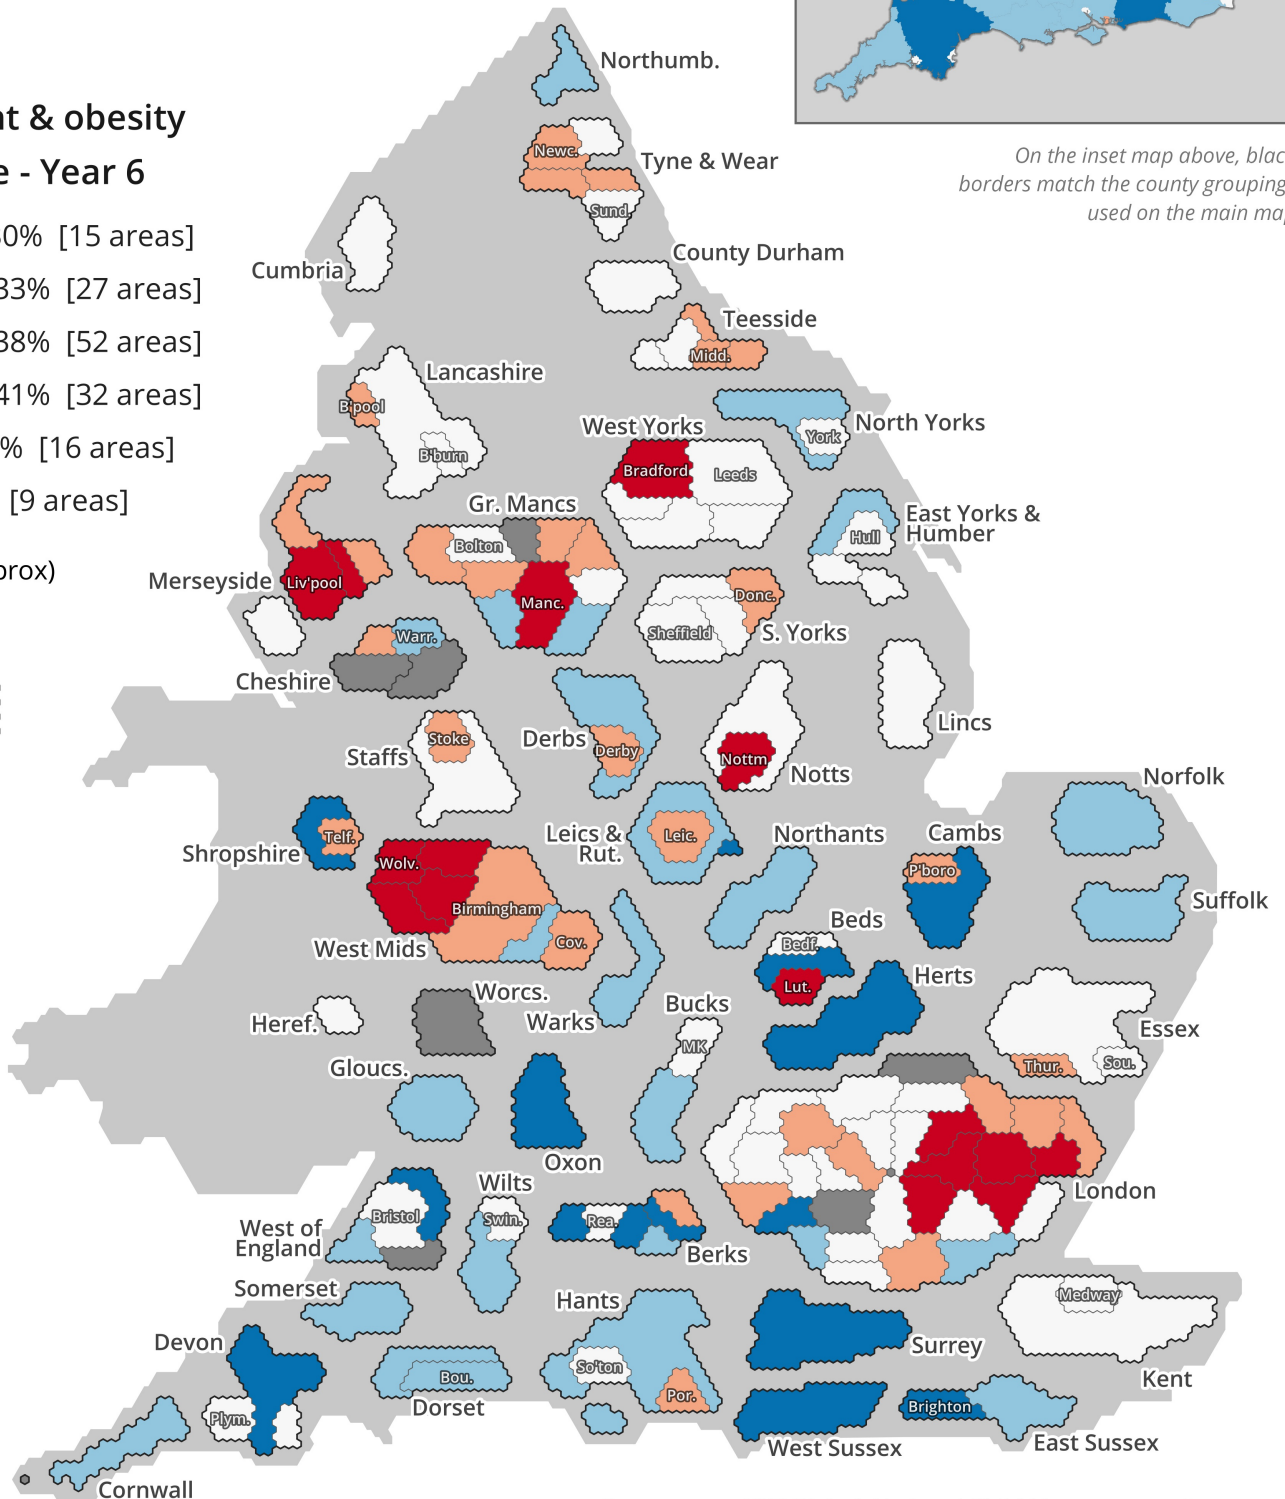 & obesity
- Year 6
0% [15 areas]
33% [27 areas]
38% [52 areas]
41% [32 areas]
% [16 areas]
[9 areas]
On the inset map above,
borders match the county
used on the main
Northumb.
Newc.
Tyne & Wear
Sund.
Cumbria
County Durham
Teesside
Midd.
Lancashire
B'pool
B'burn
North Yorks
York
West Yorks
Bradford
Leeds
Gr. Mancs
Bolton
Manc.
East Yorks &
Humber
Hull
Merseyside
Liv'pool
Donc.
Sheffield
S. Yorks
Warr.
Cheshire
Lincs
Staffs
Stoke
Derbs
Derby
Nottm
Notts
Norfolk
Shropshire
Telf.
Leics &
Rut.
Leic.
Northants
Cambs
P'boro
Suffolk
Wolv.
Birmingham
Cov.
West Mids
Beds
Bedf.
Lut.
Herts
Heref.
Worcs.
Warks
Bucks
MK
Essex
Thur.
Sou.
Gloucs.
Oxon
London
Wilts
Swin.
West of
England
Bristol
Rea.
Berks
Somerset
Hants
Medway
Devon
Surrey
Kent
Bou.
Dorset
So'ton
Por.
Plym.
Brighton
West Sussex
East Sussex
Cornwall